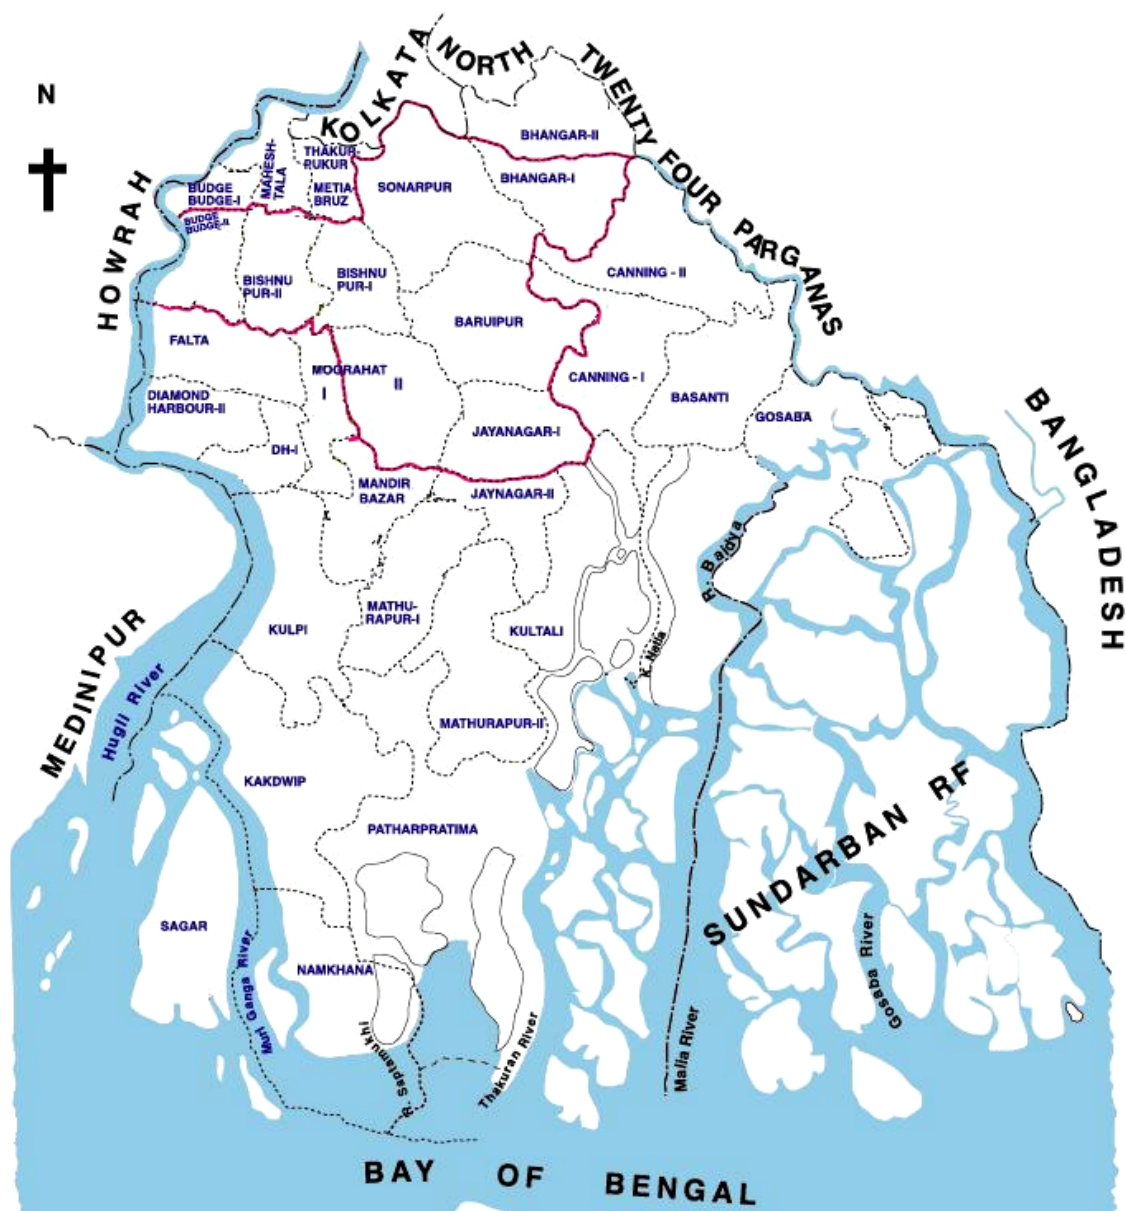 N
KOLKATA
NORTH
TWENTY
FOUR PARGANAS
HOWRAH
BHANGAR-II
MAHESH-
TALA
THAKUR-
PUKUR
METIA-
BRUZ
SONARPUR
BHANGAR-I
BUDGE
BUDGE-I
BUDGE
BUDGE-II
BISHNU
PUR-II
BISHNU
PUR-I
CANNING - II
FALTA
BARUIPUR
MOGRAHAT
I
II
CANNING - I
BASANTI
GOSABA
DIAMOND
HARBOUR-II
DH-I
JAYANAGAR-I
MANDIR
BAZAR
JAYNAGAR-II
BANGLADESH
R. Baidya
MATHU-
RAPUR-I
KULPI
KULTALI
R. Matla
MEDINIPUR
Hugli River
MATHURAPUR-II
KAKDWIP
PATHARPRATIMA
SUNDARBAN RF
SAGAR
NAMKHANA
Muri Ganga River
R. Saptamukhi
Thakuran River
Malia River
Gosaba River
BAY OF BENGAL